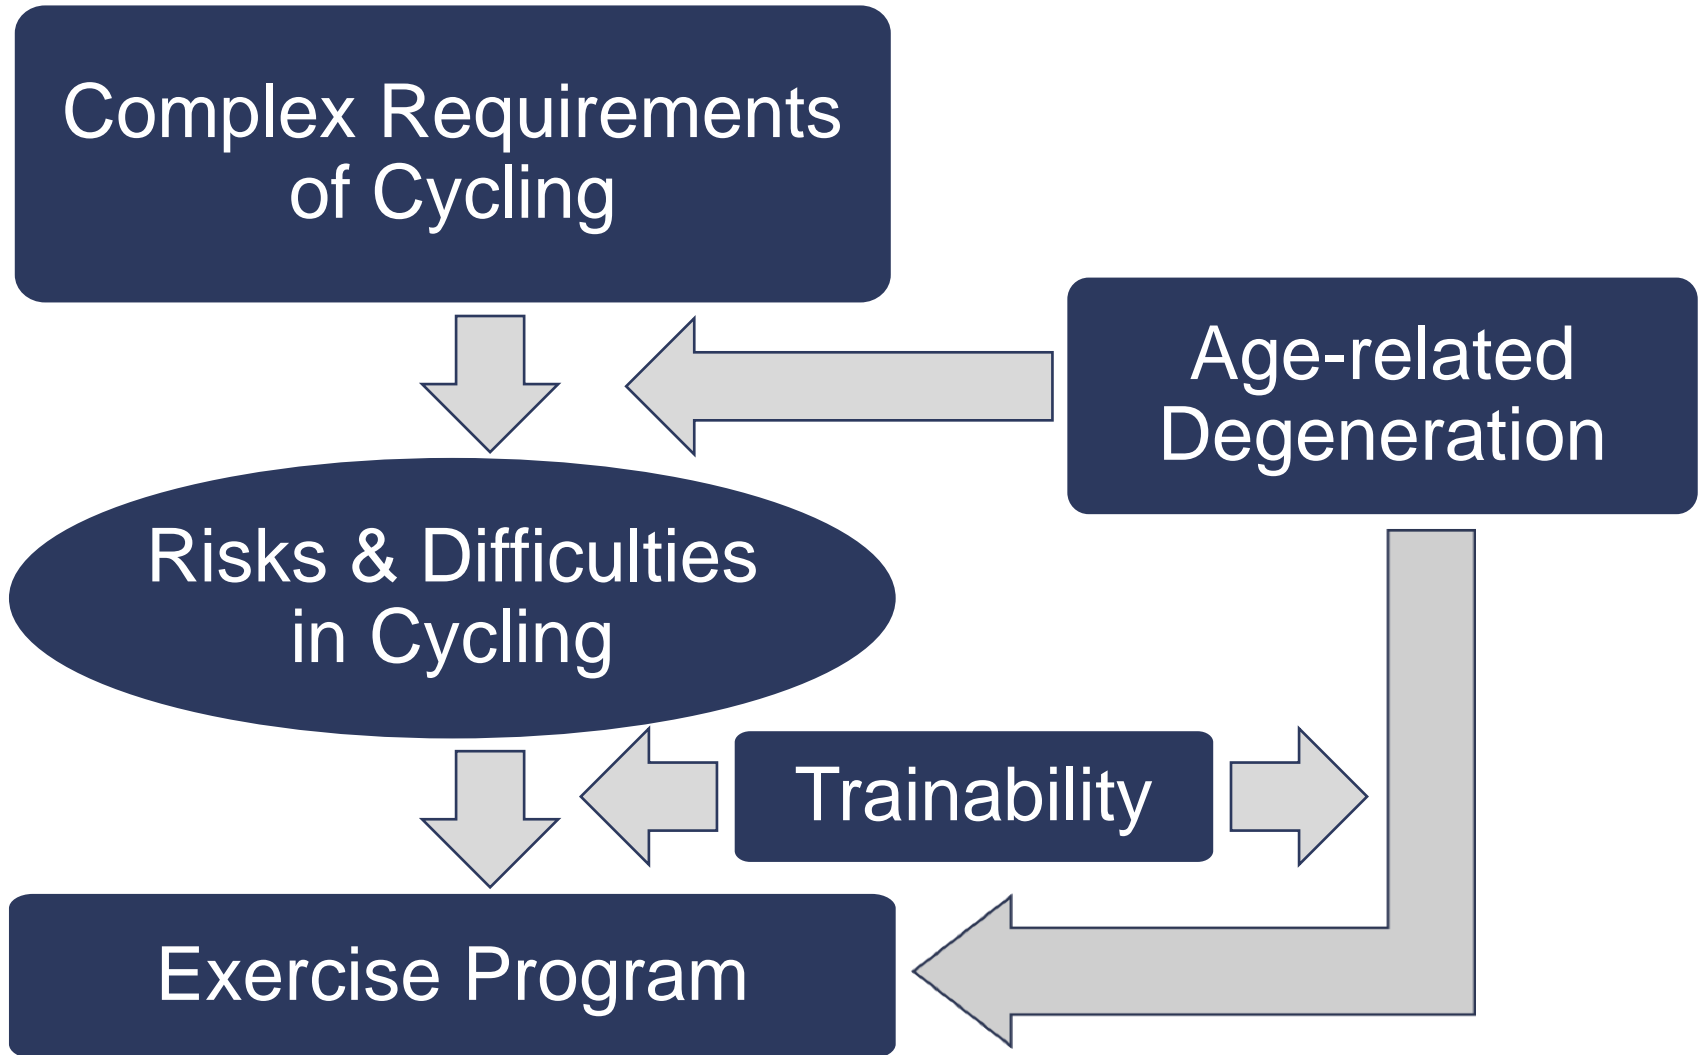 Complex Requirements
of Cycling
Age-related
Degeneration
Risks & Difficulties
in Cycling
Trainability
Exercise Program